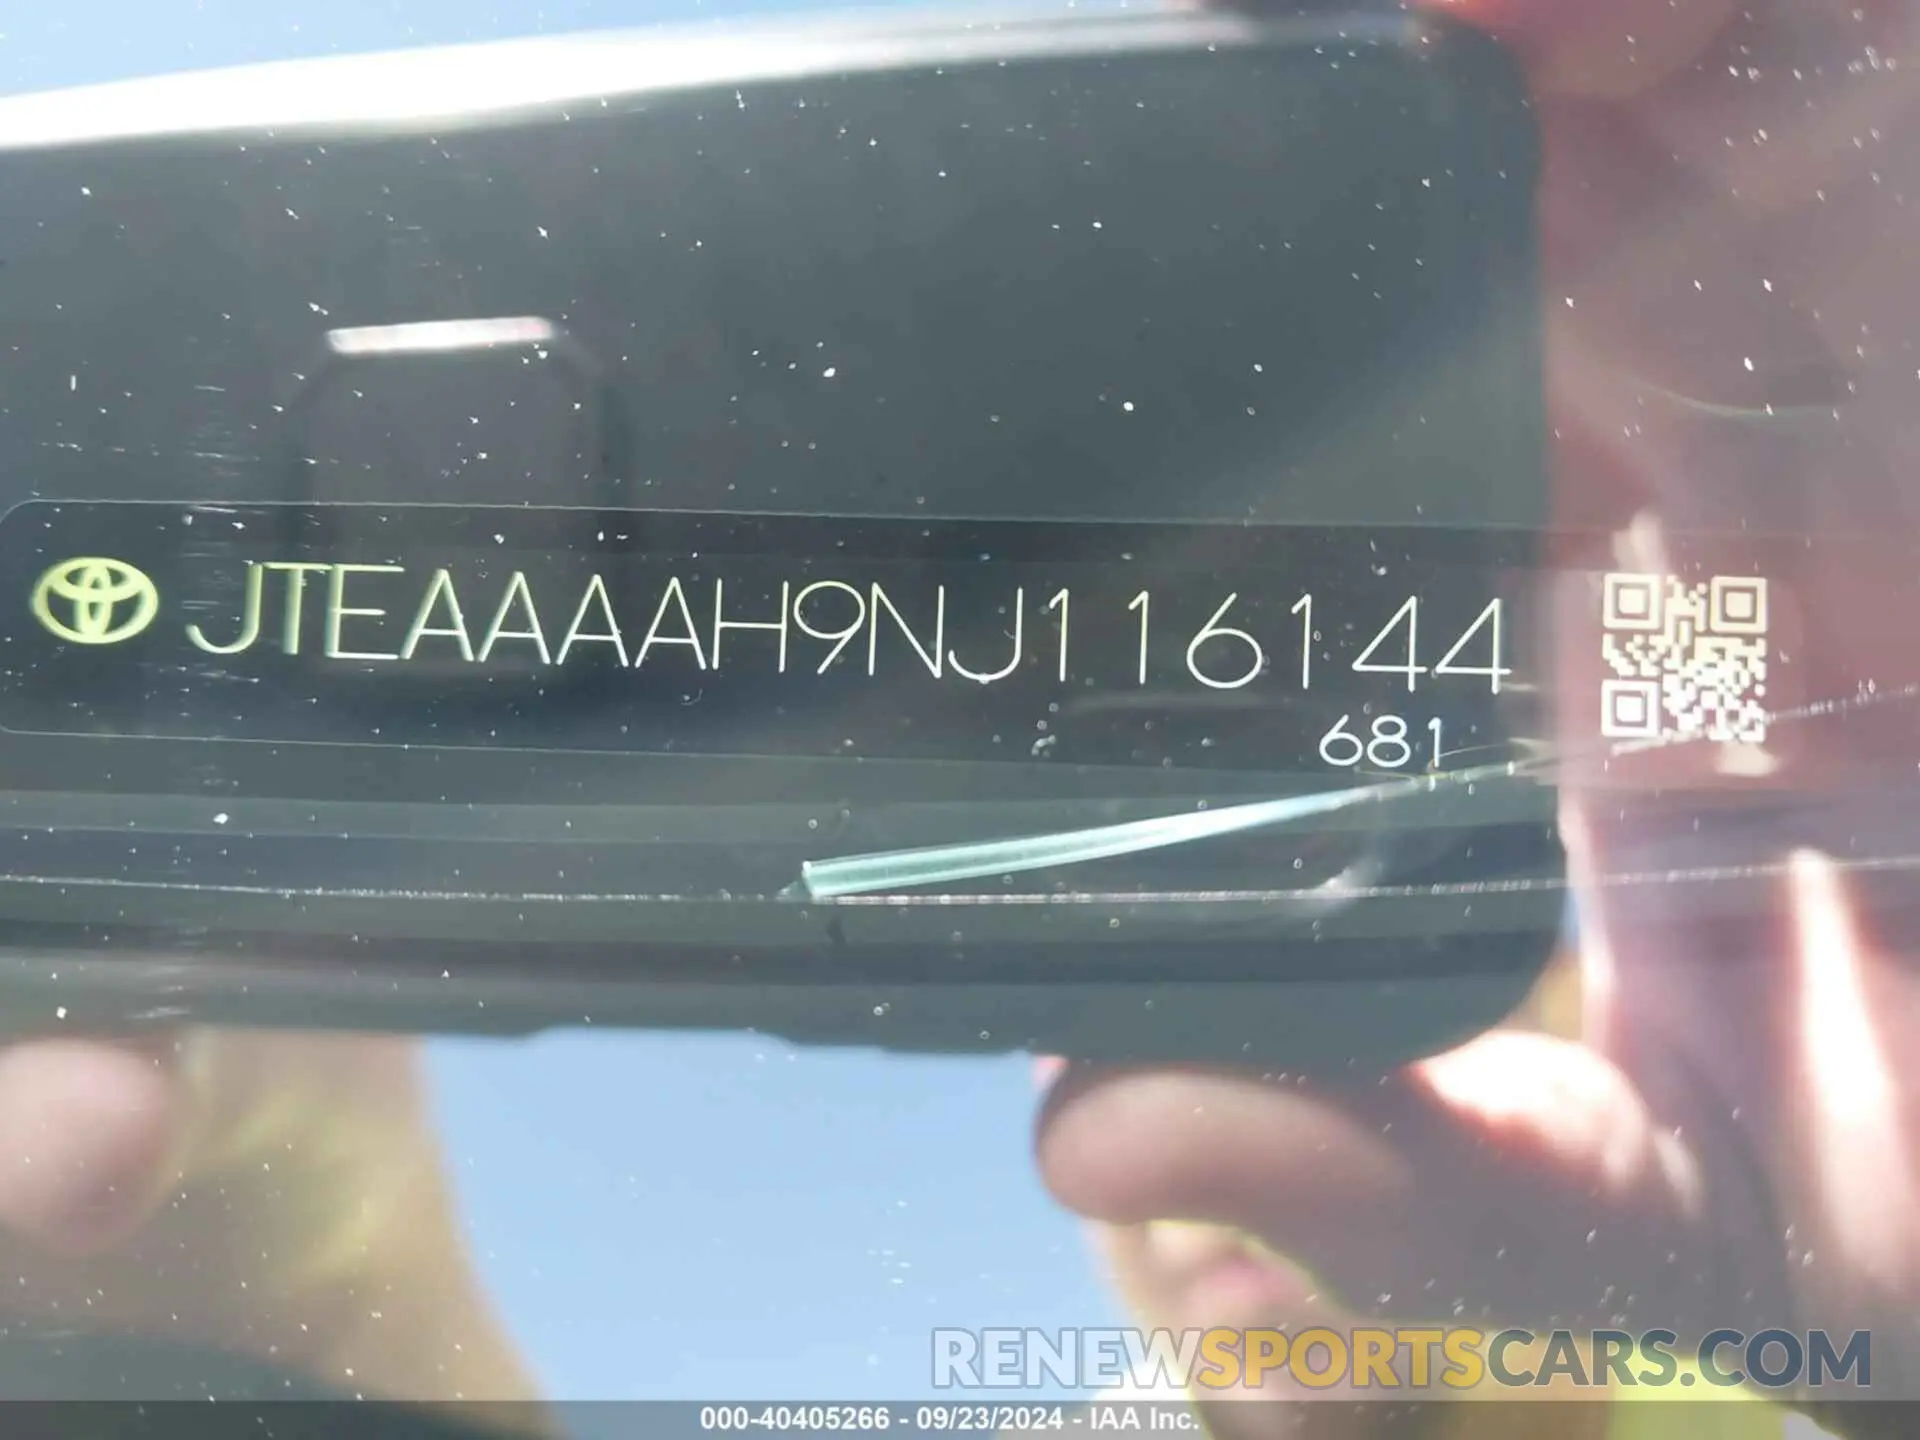 JTEAAAAH9NJ116144
681
RENEWSPORTSCARS.COM
000-40405266 - 09/23/2024 - IAA Inc.